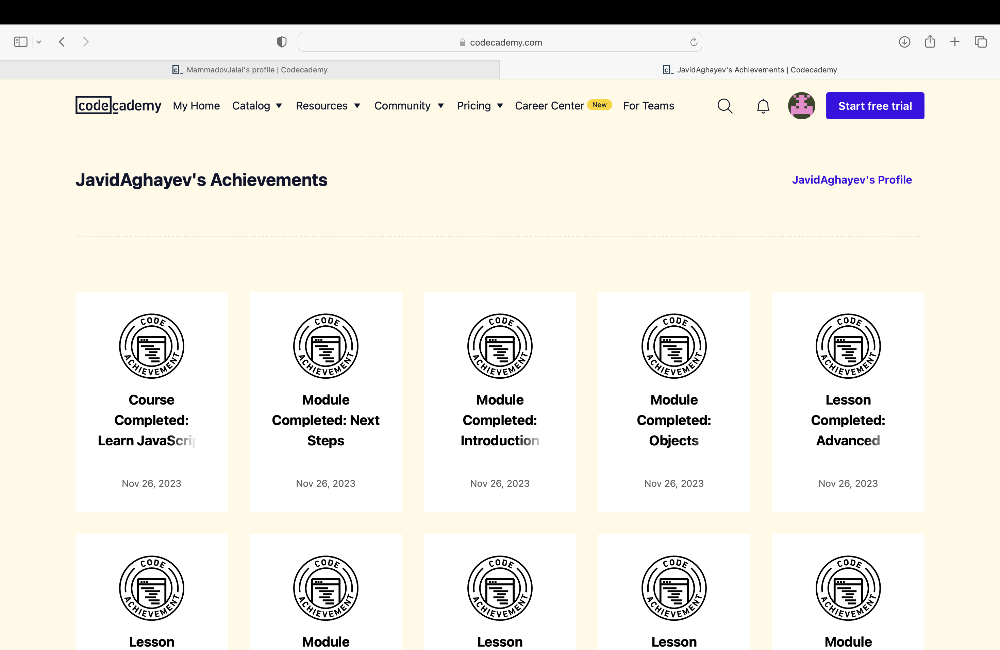 codecademy.com
MammadovJalal's profile | Codecademy
JavidAghayev's Achievements | Codecademy
codecademy My Home Catalog Resources Community Pricing Career Center New For Teams Start free trial
JavidAghayev's Achievements
JavidAghayev's Profile
CODE ACHIEVEMENT
Course
Completed:
Learn JavaScrip
Nov 26, 2023
CODE ACHIEVEMENT
Module
Completed: Next
Steps
Nov 26, 2023
CODE ACHIEVEMENT
Module
Completed:
Introduction
Nov 26, 2023
CODE ACHIEVEMENT
Module
Completed:
Objects
Nov 26, 2023
CODE ACHIEVEMENT
Lesson
Completed:
Advanced
Nov 26, 2023
CODE ACHIEVEMENT
Lesson
CODE ACHIEVEMENT
Module
CODE ACHIEVEMENT
Lesson
CODE ACHIEVEMENT
Lesson
CODE ACHIEVEMENT
Module